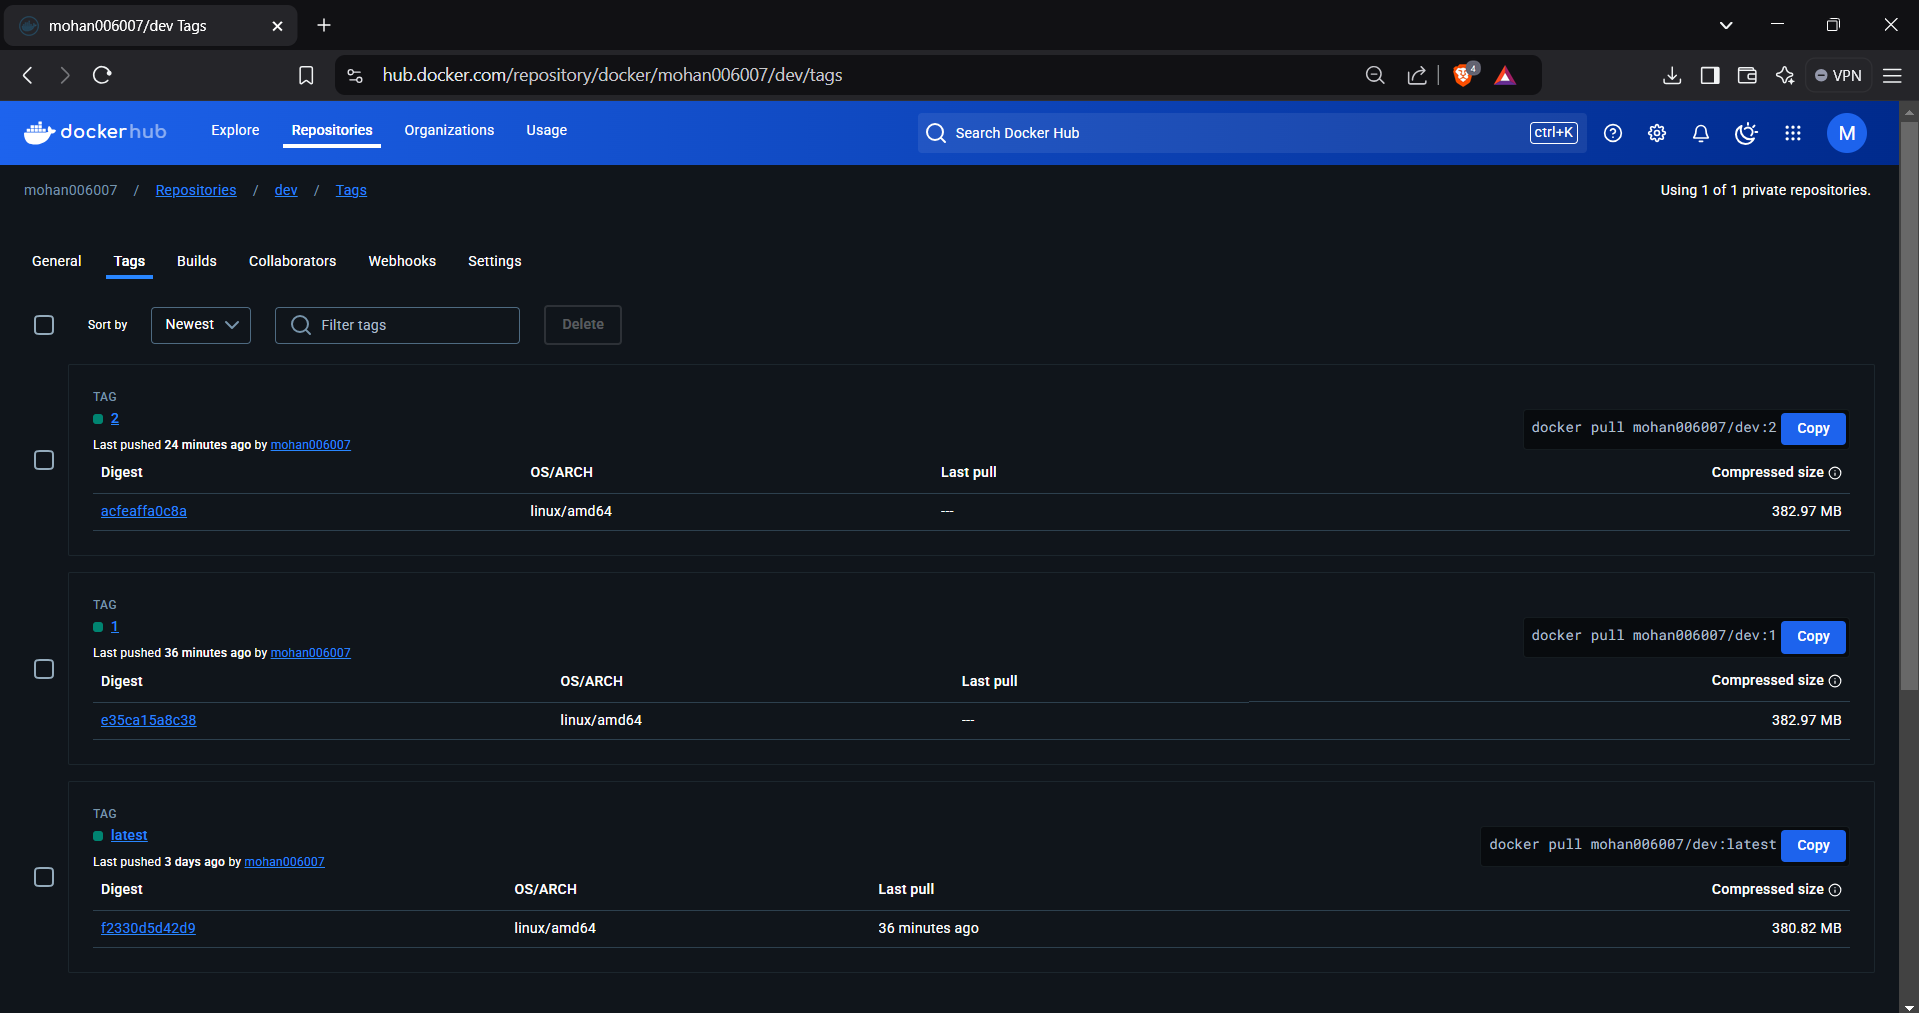 mohan006007/dev Tags
hub.docker.com/repository/docker/mohan006007/dev/tags
4
VPN
dockerhub
Explore
Repositories
Organizations
Usage
Search Docker Hub
ctrl+K
M
mohan006007 / Repositories / dev / Tags
Using 1 of 1 private repositories.
General
Tags
Builds
Collaborators
Webhooks
Settings
Sort by
Newest
Filter tags
Delete
TAG
2
docker pull mohan006007/dev:2
Copy
Last pushed 24 minutes ago by mohan006007
Digest
OS/ARCH
Last pull
Compressed size
acfeaffa0c8a
linux/amd64
---
382.97 MB
TAG
1
docker pull mohan006007/dev:1
Copy
Last pushed 36 minutes ago by mohan006007
Digest
OS/ARCH
Last pull
Compressed size
e35ca15a8c38
linux/amd64
---
382.97 MB
TAG
latest
docker pull mohan006007/dev:latest
Copy
Last pushed 3 days ago by mohan006007
Digest
OS/ARCH
Last pull
Compressed size
f2330d5d42d9
linux/amd64
36 minutes ago
380.82 MB